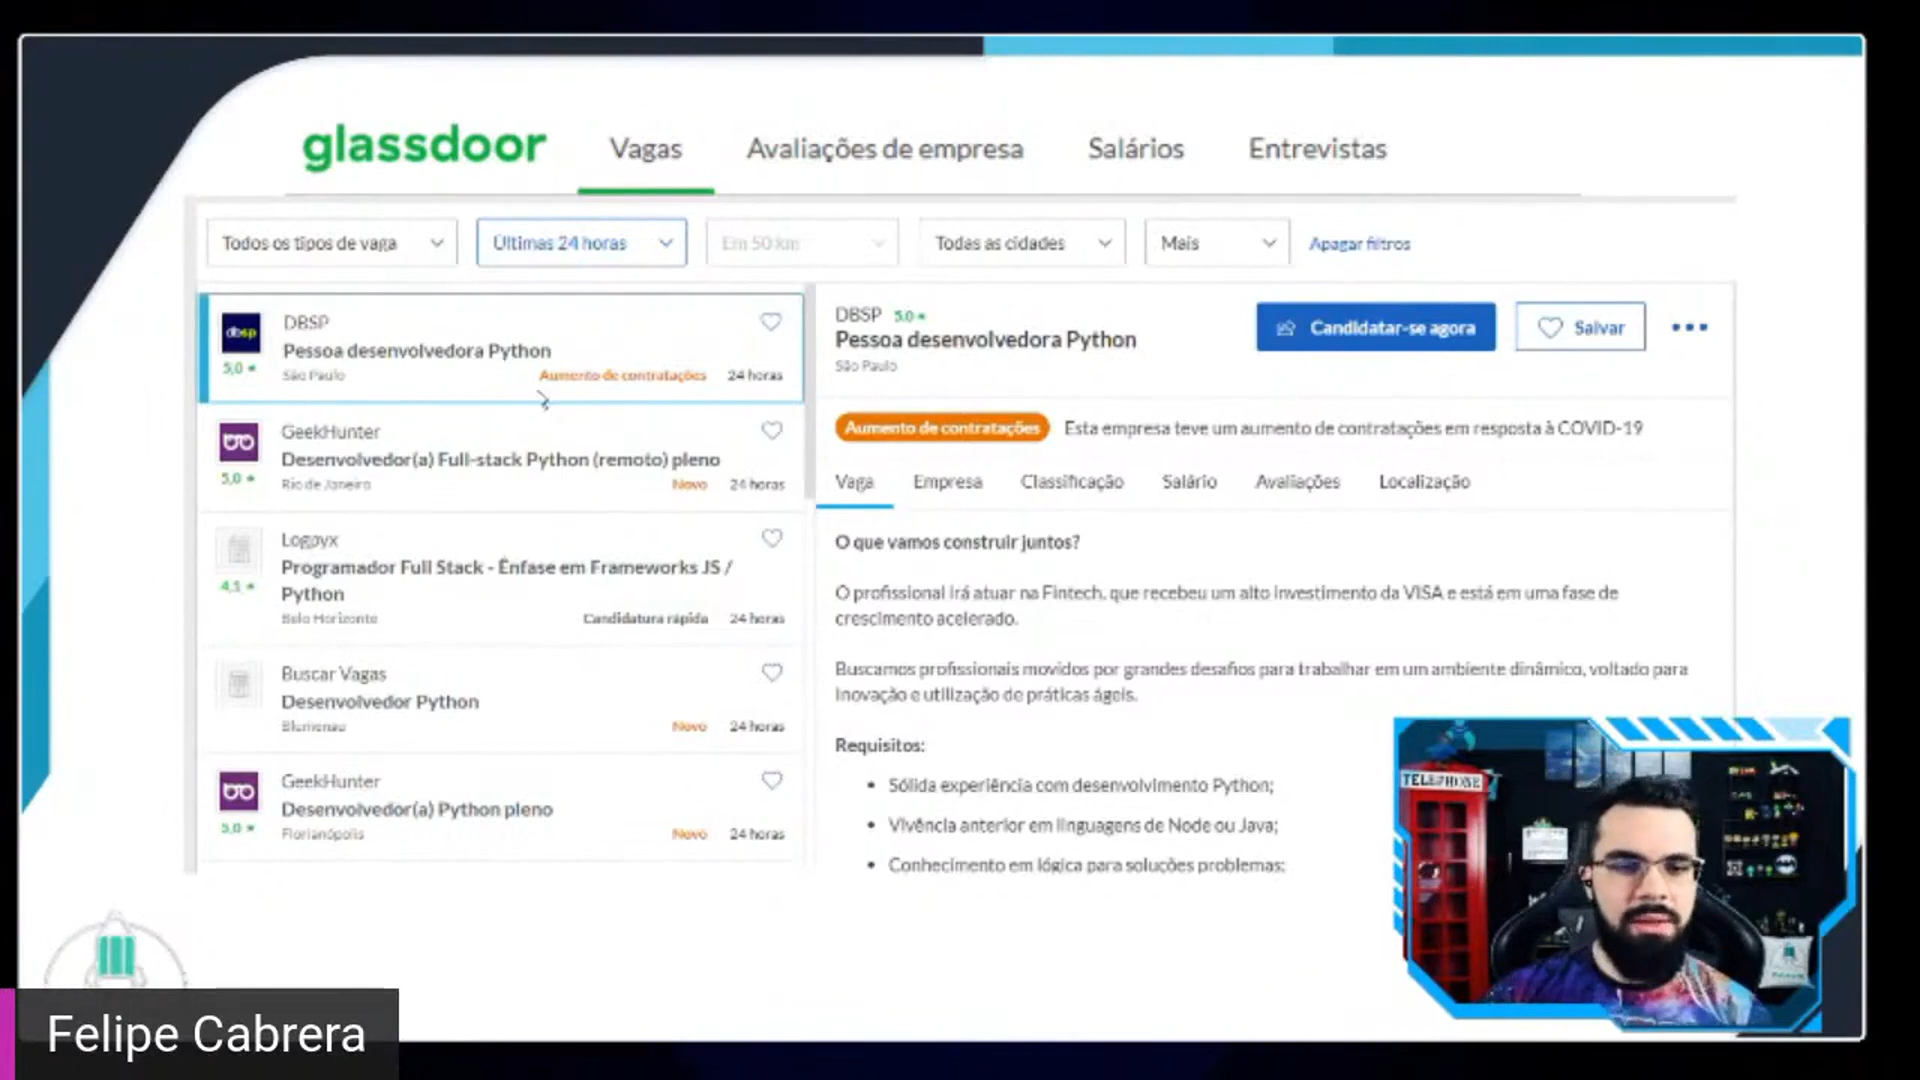 glassdoor
Vagas
Avaliações de empresa
Salários
Entrevistas
Todos os tipos de vaga
Últimas 24 horas
Em 50 km
Todas as cidades
Mais
Apagar filtros
dbsp
DBSP
Pessoa desenvolvedora Python
5,0
São Paulo
Aumento de contratações
24 horas
GeekHunter
Desenvolvedor(a) Full-stack Python (remoto) pleno
5,0
Rio de Janeiro
Novo
24 horas
Logpyx
Programador Full Stack - Ênfase em Frameworks JS /
Python
4,1
Belo Horizonte
Candidatura rápida
24 horas
Buscar Vagas
Desenvolvedor Python
Blumenau
Novo
24 horas
GeekHunter
Desenvolvedor(a) Python pleno
5,0
Florianópolis
Novo
24 horas
DBSP 5.0
Pessoa desenvolvedora Python
São Paulo
Candidatar-se agora
Salvar
Aumento de contratações
Esta empresa teve um aumento de contratações em resposta à COVID-19
Vaga
Empresa
Classificação
Salário
Avaliações
Localização
O que vamos construir juntos?
O profissional irá atuar na Fintech, que recebeu um alto investimento da VISA e está em uma fase de
crescimento acelerado.
Buscamos profissionais movidos por grandes desafios para trabalhar em um ambiente dinâmico, voltado para
inovação e utilização de práticas ágeis.
Requisitos:
Sólida experiência com desenvolvimento Python;
Vivência anterior em linguagens de Node ou Java;
Conhecimento em lógica para soluções problemas;
TELEPHONE
Felipe Cabrera